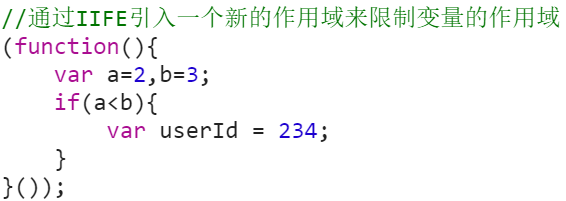 //通过IIFE引入一个新的作用域来限制变量的作用域
(function(){
    var a=2,b=3;
    if(a<b){
        var userId = 234;
    }
}());